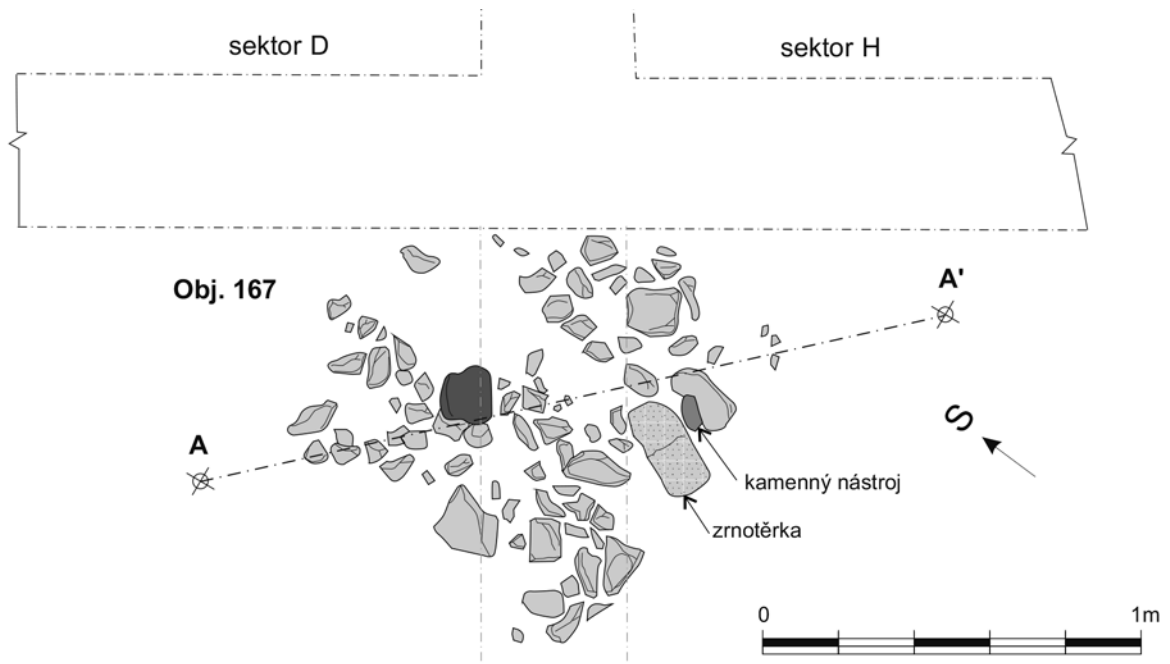 sektor D
sektor H
Obj. 167
A'
A
S
kamenný nástroj
zrnotěrka
0
1m